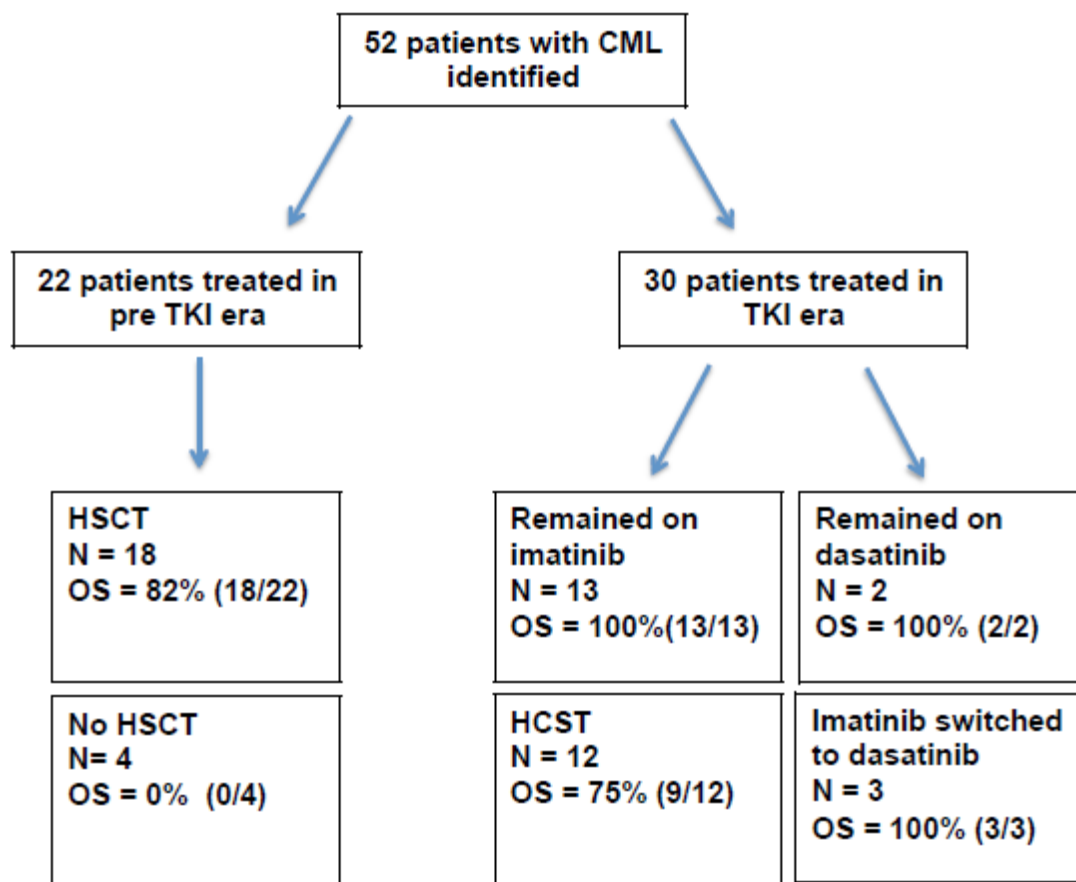 52 patients with CML
identified
22 patients treated in
pre TKI era
30 patients treated in
TKI era
HSCT
N = 18
OS = 82% (18/22)
No HSCT
N= 4
OS = 0% (0/4)
Remained on
imatinib
N = 13
OS = 100%(13/13)
HCST
N = 12
OS = 75% (9/12)
Remained on
dasatinib
N = 2
OS = 100% (2/2)
Imatinib switched
to dasatinib
N = 3
OS = 100% (3/3)